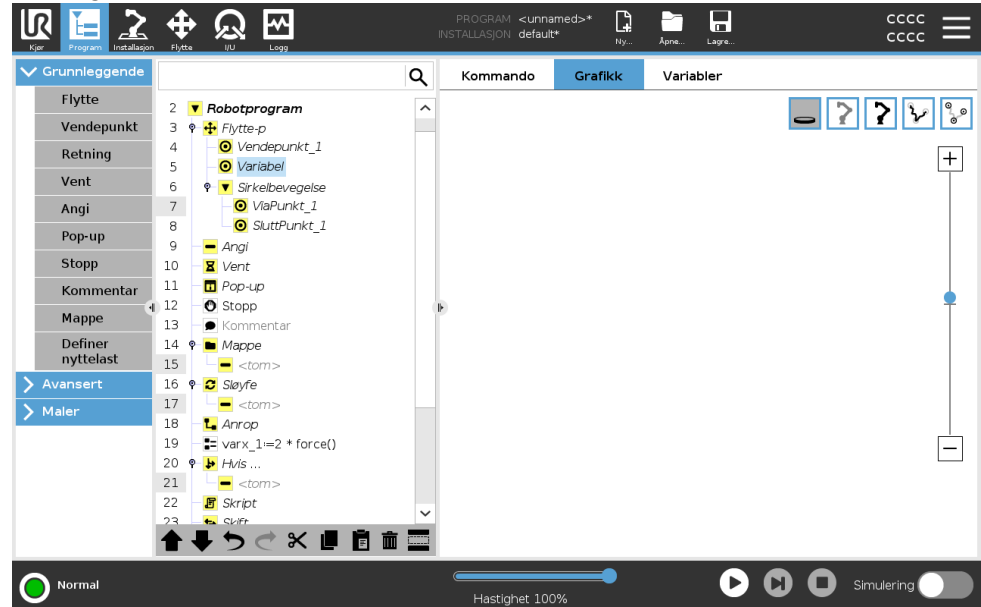 UR
PROGRAM <unnamed>*
INSTALLASJON default*
CCCC
CCCC
Kjør
Program
Installasjon
Flytte
I/U
Logg
Ny...
Åpne...
Lagre...
Grunnleggende
Flytte
Vendepunkt
Retning
Vent
Angi
Pop-up
Stopp
Kommentar
Mappe
Definer
nyttelast
Avansert
Maler
2 Robotprogram
3 Flytte-p
4 Vendepunkt_1
5 Variabel
6 Sirkelbevegelse
7 ViaPunkt_1
8 SluttPunkt_1
9 Angi
10 Vent
11 Pop-up
12 Stopp
13 Kommentar
14 Mappe
15 <tom>
16 Sløyfe
17 <tom>
18 Anrop
19 varx_1:=2 * force()
20 Hvis ...
21 <tom>
22 Skript
23 Skift
Kommando
Grafikk
Variabler
Normal
Hastighet 100%
Simulering